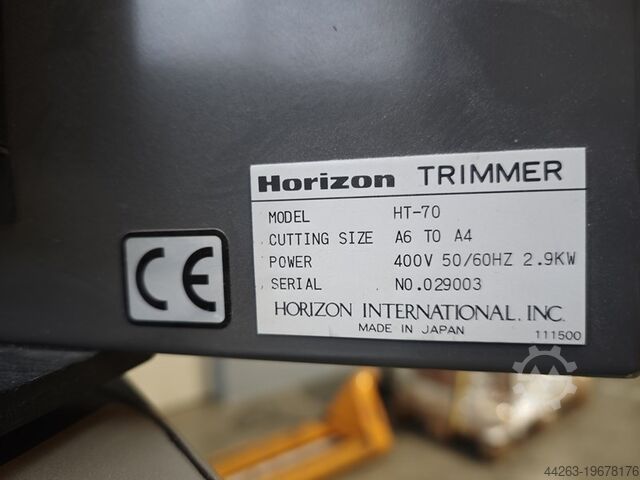 Horizon TRIMMER
MODEL HT-70
CUTTING SIZE A6 TO A4
POWER 400V 50/60HZ 2.9KW
SERIAL NO.029003
HORIZON INTERNATIONAL, INC.
MADE IN JAPAN 111500
CE
44263-19678176